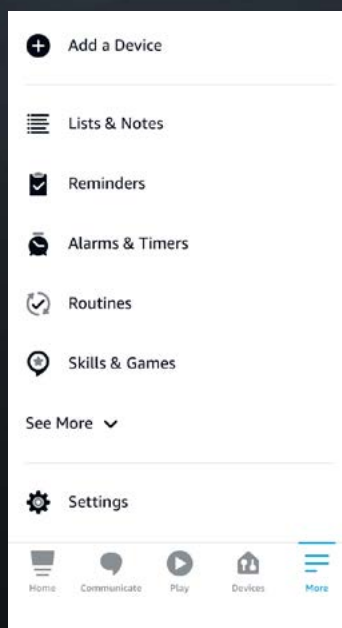 Add a Device
Lists & Notes
Reminders
Alarms & Timers
Routines
Skills & Games
See More
Settings
Home Communicate Play Devices More